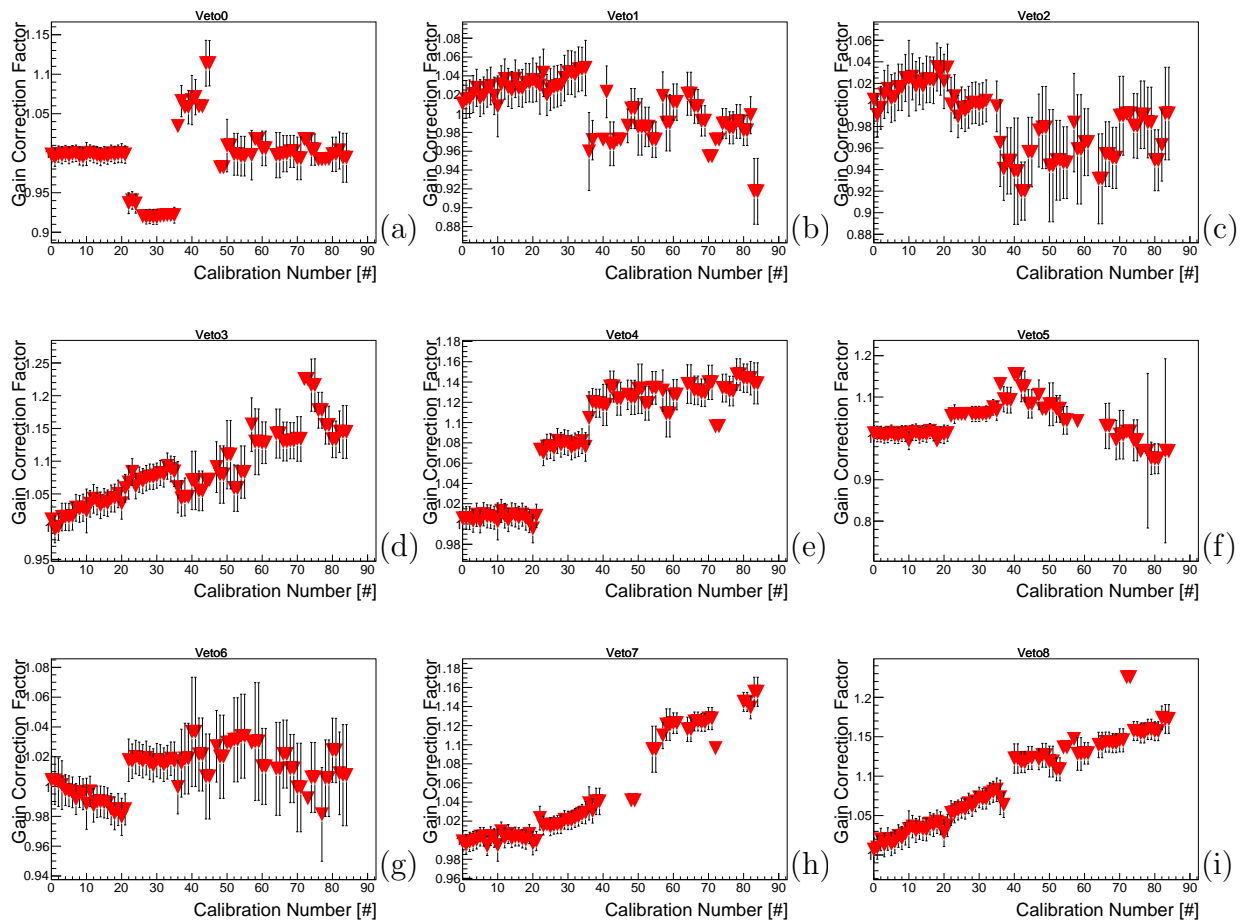 Veto0
Gain Correction Factor
1.15
1.1
1.05
1
0.95
0.9
0 10 20 30 40 50 60 70 80 90
Calibration Number [#]
(a)
Veto1
Gain Correction Factor
1.08
1.06
1.04
1.02
1
0.98
0.96
0.94
0.92
0.9
0.88
0 10 20 30 40 50 60 70 80 90
Calibration Number [#]
(b)
Veto2
Gain Correction Factor
1.06
1.04
1.02
1
0.98
0.96
0.94
0.92
0.9
0.88
0 10 20 30 40 50 60 70 80 90
Calibration Number [#]
(c)
Veto3
Gain Correction Factor
1.25
1.2
1.15
1.1
1.05
1
0.95
0 10 20 30 40 50 60 70 80 90
Calibration Number [#]
(d)
Veto4
Gain Correction Factor
1.18
1.16
1.14
1.12
1.1
1.08
1.06
1.04
1.02
1
0.98
0 10 20 30 40 50 60 70 80 90
Calibration Number [#]
(e)
Veto5
Gain Correction Factor
1.2
1.1
1
0.9
0.8
0 10 20 30 40 50 60 70 80 90
Calibration Number [#]
(f)
Veto6
Gain Correction Factor
1.08
1.06
1.04
1.02
1
0.98
0.96
0.94
0 10 20 30 40 50 60 70 80 90
Calibration Number [#]
(g)
Veto7
Gain Correction Factor
1.18
1.16
1.14
1.12
1.1
1.08
1.06
1.04
1.02
1
0.98
0.96
0 10 20 30 40 50 60 70 80 90
Calibration Number [#]
(h)
Veto8
Gain Correction Factor
1.2
1.15
1.1
1.05
1
0 10 20 30 40 50 60 70 80 90
Calibration Number [#]
(i)